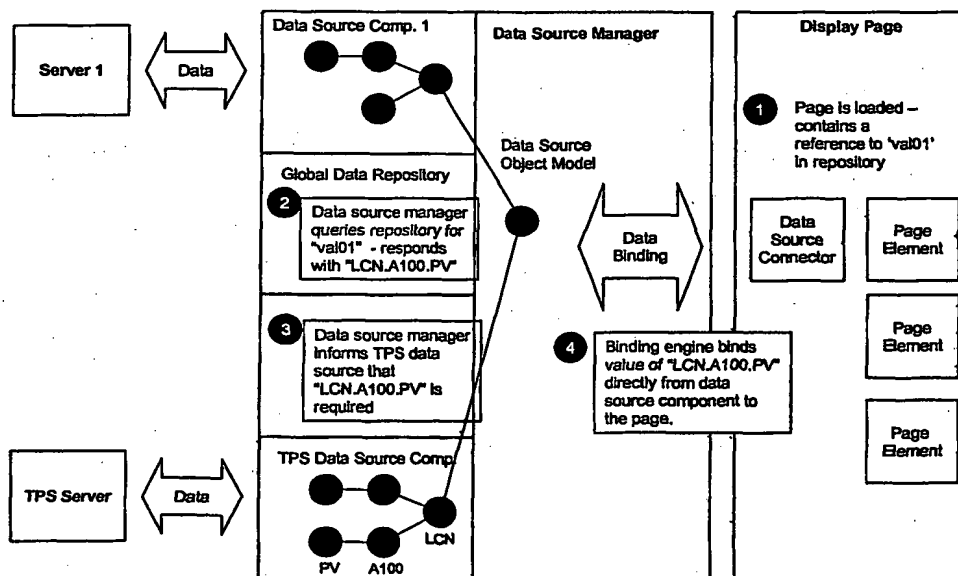 Data Source Comp. 1
Data Source Manager
Display Page
Server 1
Data
1
Page is loaded –
contains a
reference to 'val01'
in repository
Data Source
Object Model
Global Data Repository
2
Data source manager
queries repository for
"val01" - responds
with "LCN.A100.PV"
Data
Binding
Data
Source
Connector
Page
Element
3
Data source manager
informs TPS data
source that
"LCN.A100.PV" is
required
4
Binding engine binds
value of "LCN.A100.PV"
directly from data
source component to
the page.
Page
Element
Page
Element
TPS Data Source Comp.
TPS Server
Data
LCN
PV
A100